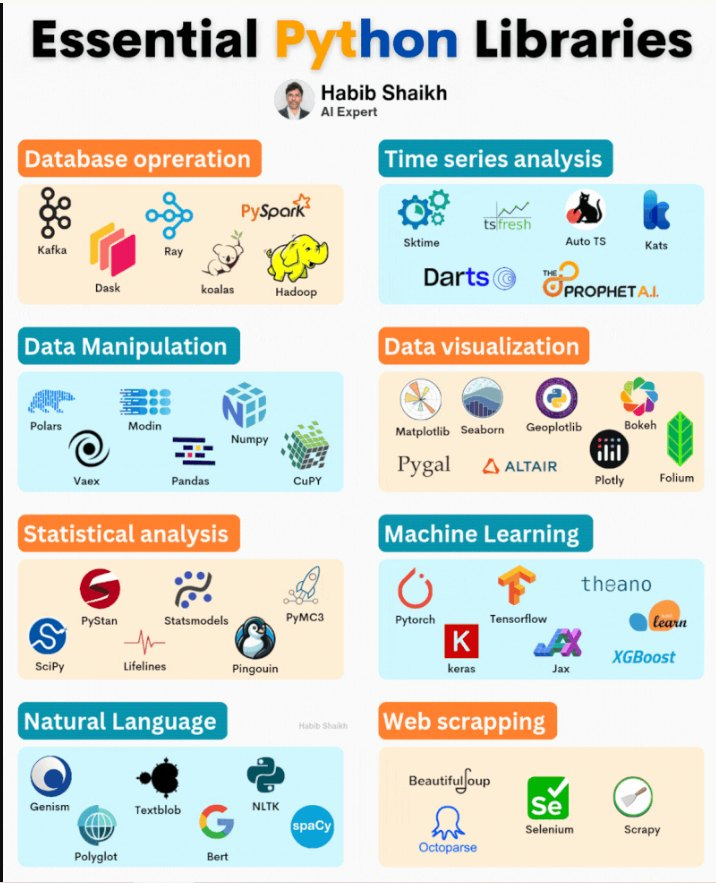 Essential Python Libraries
Habib Shaikh
AI Expert
Database opreration
Kafka
Dask
Ray
PySpark
koalas
Hadoop
Time series analysis
Sktime
tsfresh
Auto TS
Kats
Darts
THE PROPHET A.I.
Data Manipulation
Polars
Modin
Numpy
Vaex
Pandas
CuPY
Data visualization
Matplotlib
Seaborn
Geoplotlib
Bokeh
Pygal
ALTAIR
Plotly
Folium
Statistical analysis
PyStan
Statsmodels
PyMC3
SciPy
Lifelines
Pingouin
Machine Learning
Pytorch
Tensorflow
theano
learn
K
keras
Jax
XGBoost
Natural Language
Habib Shaikh
Genism
Textblob
NLTK
Polyglot
G
Bert
spaCy
Web scrapping
BeautifulSoup
Octoparse
Se
Selenium
Scrapy